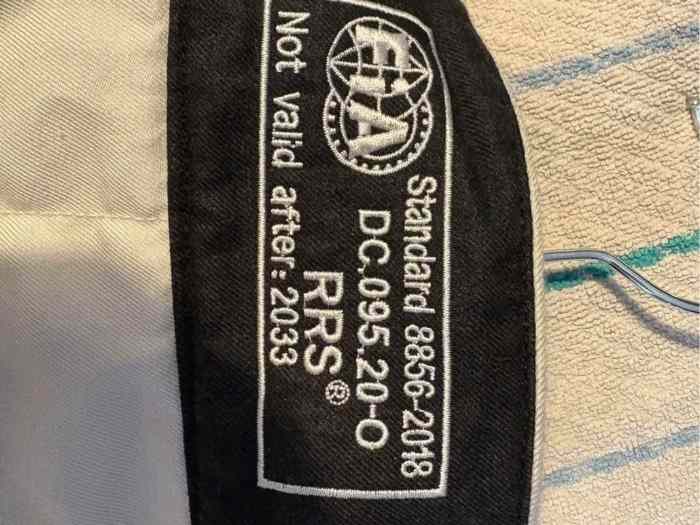 FIA
Standard 8856-2018
DC.095.20-O
RRS®
Not valid after: 2033